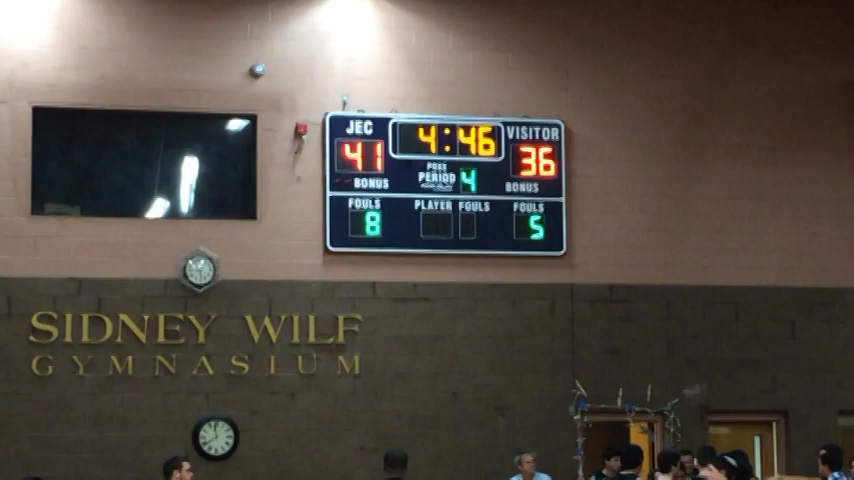 JEC 4:46 VISITOR
41 POSS 36
PERIOD 4
BONUS BONUS
FOULS PLAYER FOULS FOULS
8 5
SIDNEY WILF
GYMNASIUM